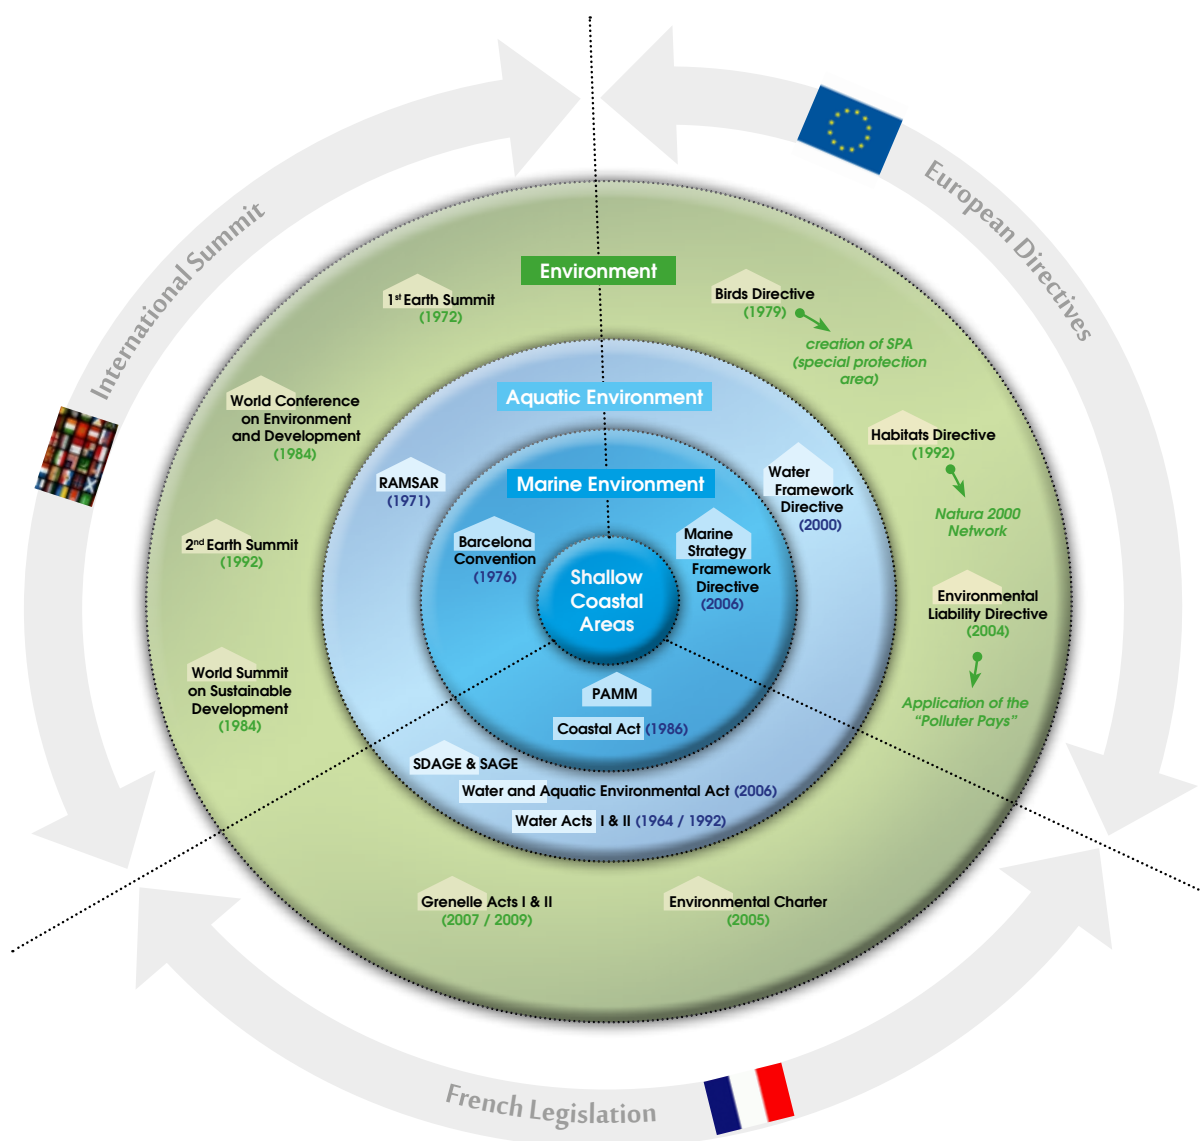 International Summit
European Directives
Environment
1st Earth Summit
(1972)
Birds Directive
(1979)
creation of SPA
(special protection
area)
Aquatic Environment
World Conference
on Environment
and Development
(1984)
Habitats Directive
(1992)
Natura 2000
Network
RAMSAR
(1971)
Marine Environment
Water
Framework
Directive
(2000)
2nd Earth Summit
(1992)
Barcelona
Convention
(1976)
Marine
Strategy
Framework
Directive
(2006)
Shallow
Coastal
Areas
Environmental
Liability Directive
(2004)
Application of the
“Polluter Pays”
World Summit
on Sustainable
Development
(1984)
PAMM
Coastal Act (1986)
SDAGE & SAGE
Water and Aquatic Environmental Act (2006)
Water Acts I & II (1964 / 1992)
Grenelle Acts I & II
(2007 / 2009)
Environmental Charter
(2005)
French Legislation